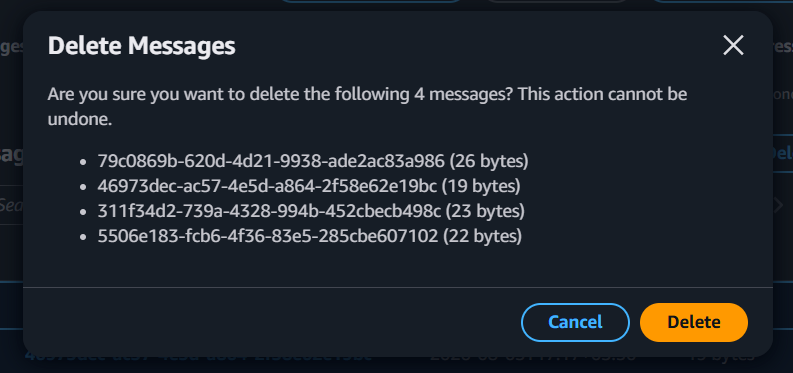 Delete Messages
Are you sure you want to delete the following 4 messages? This action cannot be
undone.
79c0869b-620d-4d21-9938-ade2ac83a986 (26 bytes)
46973dec-ac57-4e5d-a864-2f58e62e19bc (19 bytes)
311f34d2-739a-4328-994b-452cbecb498c (23 bytes)
5506e183-fcb6-4f36-83e5-285cbe607102 (22 bytes)
Cancel
Delete